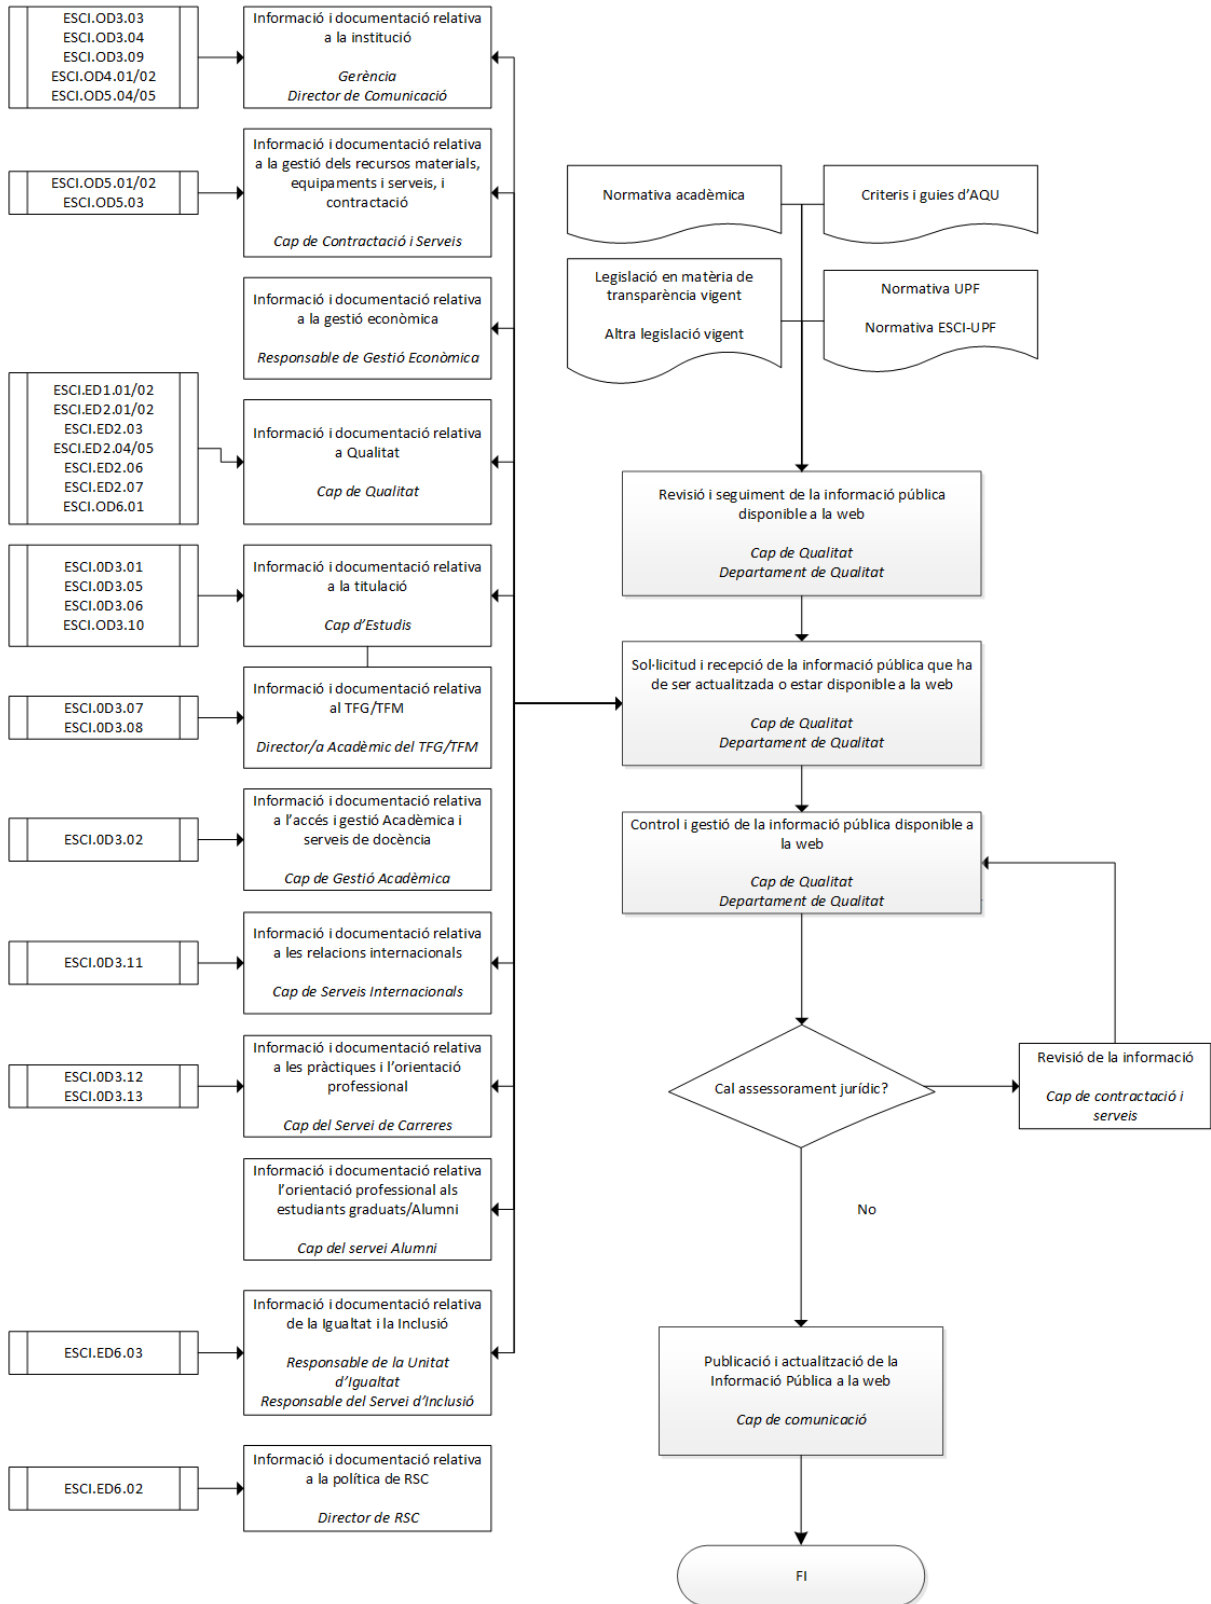 ESCI.OD3.03
ESCI.OD3.04
ESCI.OD3.09
ESCI.OD4.01/02
ESCI.OD5.04/05
Informació i documentació relativa
a la institució
Gerència
Director de Comunicació
ESCI.OD5.01/02
ESCI.OD5.03
Informació i documentació relativa
a la gestió dels recursos materials,
equipaments i serveis, i
contractació
Cap de Contractació i Serveis
Informació i documentació relativa
a la gestió econòmica
Responsable de Gestió Econòmica
ESCI.ED1.01/02
ESCI.ED2.01/02
ESCI.ED2.03
ESCI.ED2.04/05
ESCI.ED2.06
ESCI.ED2.07
ESCI.OD6.01
Informació i documentació relativa
a Qualitat
Cap de Qualitat
ESCI.0D3.01
ESCI.0D3.05
ESCI.0D3.06
ESCI.OD3.10
Informació i documentació relativa
a la titulació
Cap d’Estudis
ESCI.0D3.07
ESCI.0D3.08
Informació i documentació relativa
al TFG/TFM
Director/a Acadèmic del TFG/TFM
ESCI.0D3.02
Informació i documentació relativa
a l’accés i gestió Acadèmica i
serveis de docència
Cap de Gestió Acadèmica
ESCI.0D3.11
Informació i documentació relativa
a les relacions internacionals
Cap de Serveis Internacionals
ESCI.0D3.12
ESCI.0D3.13
Informació i documentació relativa
a les pràctiques i l’orientació
professional
Cap del Servei de Carreres
Informació i documentació relativa
l’orientació professional als
estudiants graduats/Alumni
Cap del servei Alumni
ESCI.ED6.03
Informació i documentació relativa
de la Igualtat i la Inclusió
Responsable de la Unitat
d’Igualtat
Responsable del Servei d’Inclusió
ESCI.ED6.02
Informació i documentació relativa
a la política de RSC
Director de RSC
Normativa acadèmica
Criteris i guies d’AQU
Legislació en matèria de
transparència vigent
Altra legislació vigent
Normativa UPF
Normativa ESCI-UPF
Revisió i seguiment de la informació pública
disponible a la web
Cap de Qualitat
Departament de Qualitat
Sol·licitud i recepció de la informació pública que ha
de ser actualitzada o estar disponible a la web
Cap de Qualitat
Departament de Qualitat
Control i gestió de la informació pública disponible a
la web
Cap de Qualitat
Departament de Qualitat
Cal assessorament jurídic?
Revisió de la informació
Cap de contractació i
serveis
No
Publicació i actualització de la
Informació Pública a la web
Cap de comunicació
FI